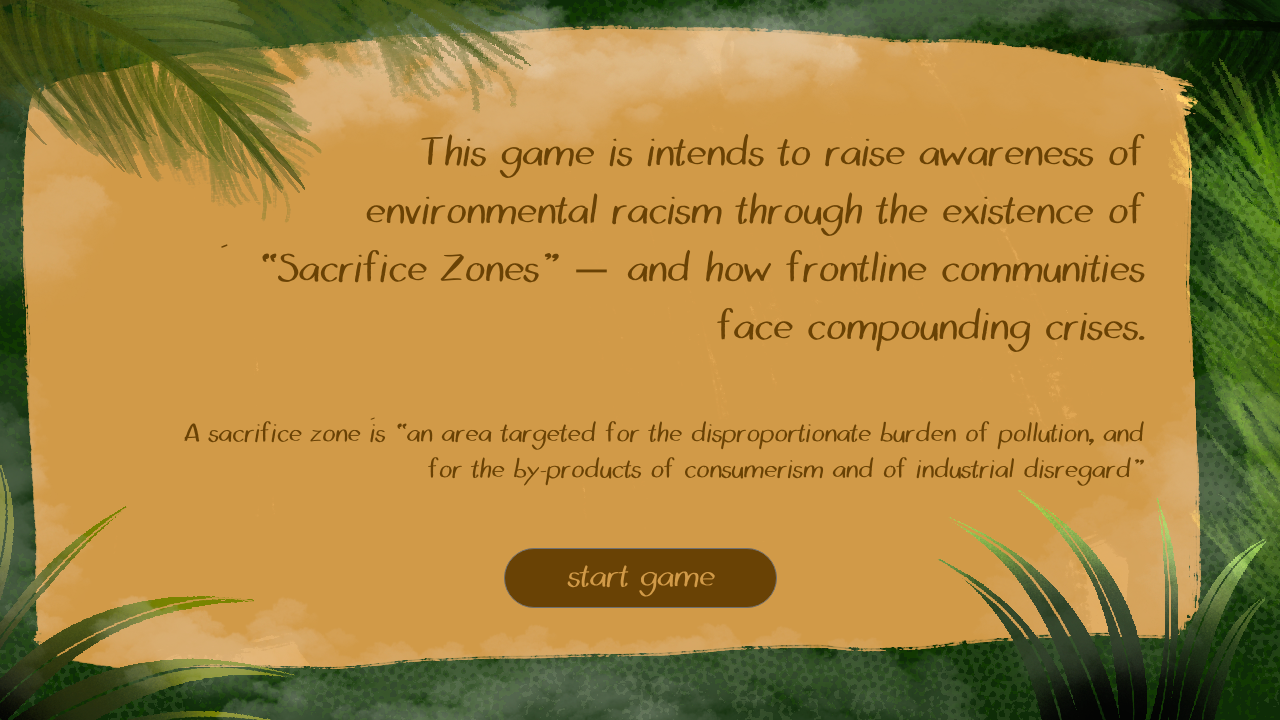 This game is intends to raise awareness of
environmental racism through the existence of
“Sacrifice Zones” — and how frontline communities
face compounding crises.
A sacrifice zone is “an area targeted for the disproportionate burden of pollution, and
for the by-products of consumerism and of industrial disregard”
start game